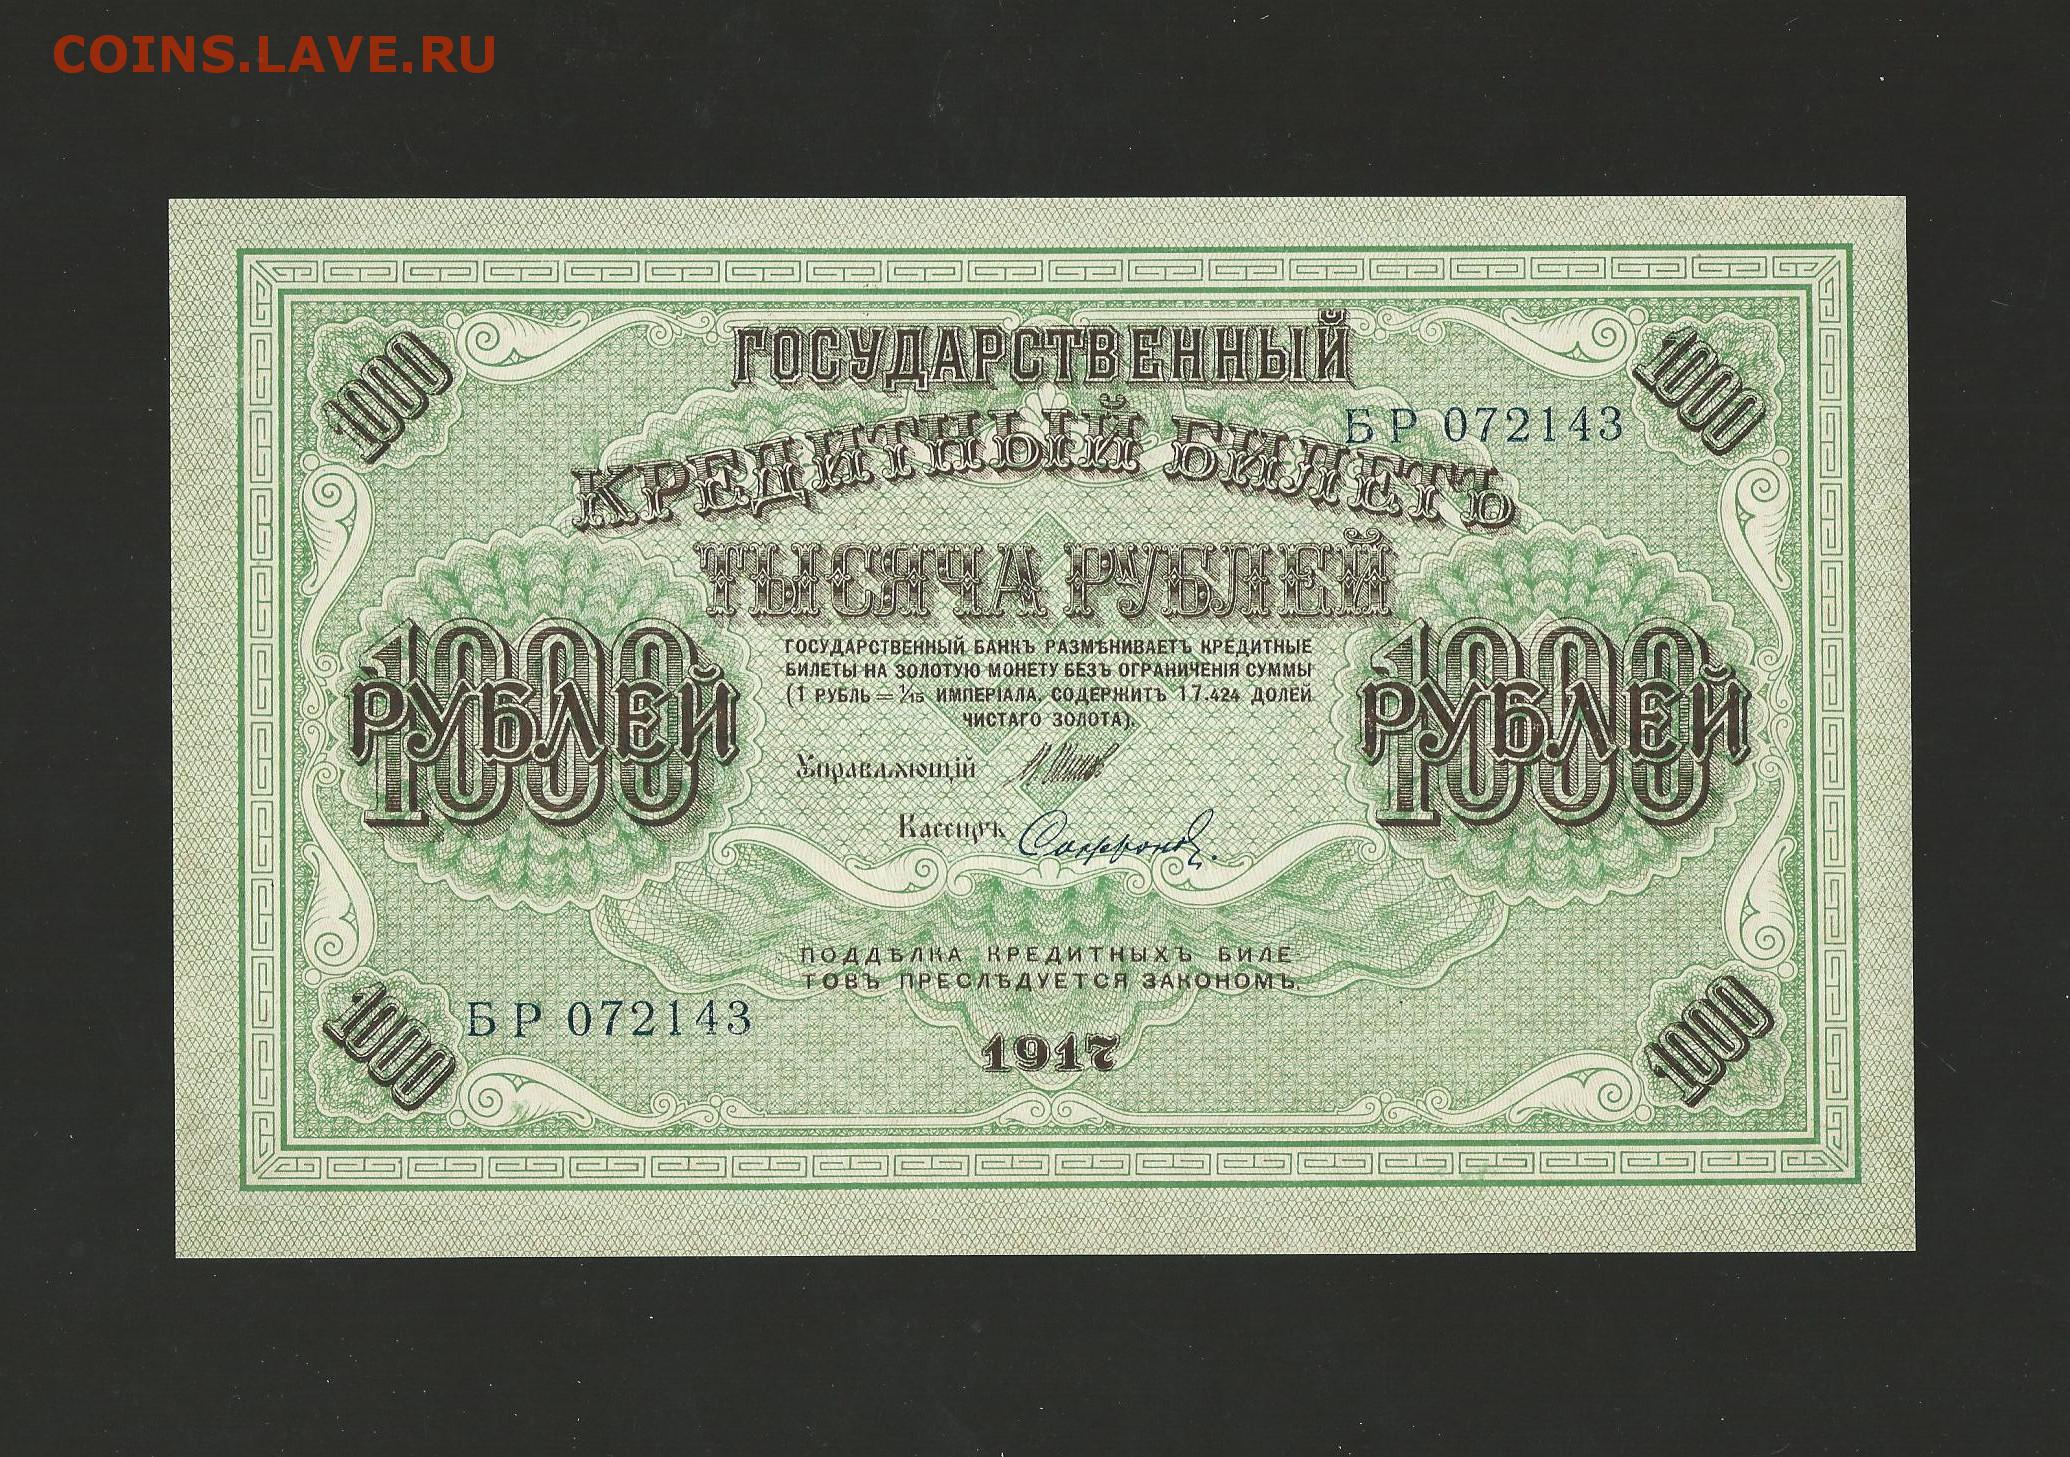 COINS.LAVE.RU
ГОСУДАРСТВЕННЫЙ
КРЕДИТНЫЙ БИЛЕТЪ
ТЫСЯЧА РУБЛЕЙ
1000
1000
БР 072143
1000
РУБЛЕЙ
1000
РУБЛЕЙ
ГОСУДАРСТВЕННЫЙ БАНКЪ РАЗМѢНИВАЕТЪ КРЕДИТНЫЕ
БИЛЕТЫ НА ЗОЛОТУЮ МОНЕТУ БЕЗЪ ОГРАНИЧЕНІЯ СУММЫ
(1 РУБЛЬ = 1/15 ИМПЕРІАЛА, СОДЕРЖИТЪ 17.424 ДОЛЕЙ
ЧИСТАГО ЗОЛОТА).
Управляющій
Кассиръ Софронов.
ПОДДѢЛКА КРЕДИТНЫХЪ БИЛЕ-
ТОВЪ ПРЕСЛѢДУЕТСЯ ЗАКОНОМЪ.
1000
БР 072143
1917
1000